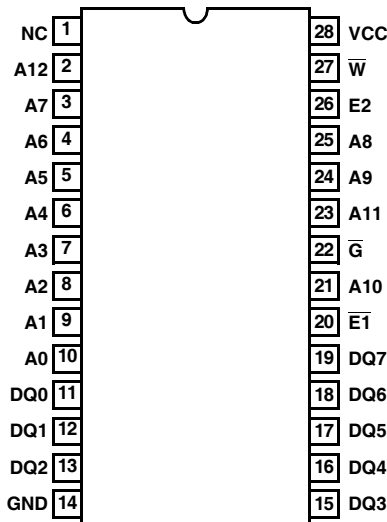 NC 1 28 VCC
A12 2 27 W̅
A7 3 26 E2
A6 4 25 A8
A5 5 24 A9
A4 6 23 A11
A3 7 22 G̅
A2 8 21 A10
A1 9 20 E̅1̅
A0 10 19 DQ7
DQ0 11 18 DQ6
DQ1 12 17 DQ5
DQ2 13 16 DQ4
GND 14 15 DQ3